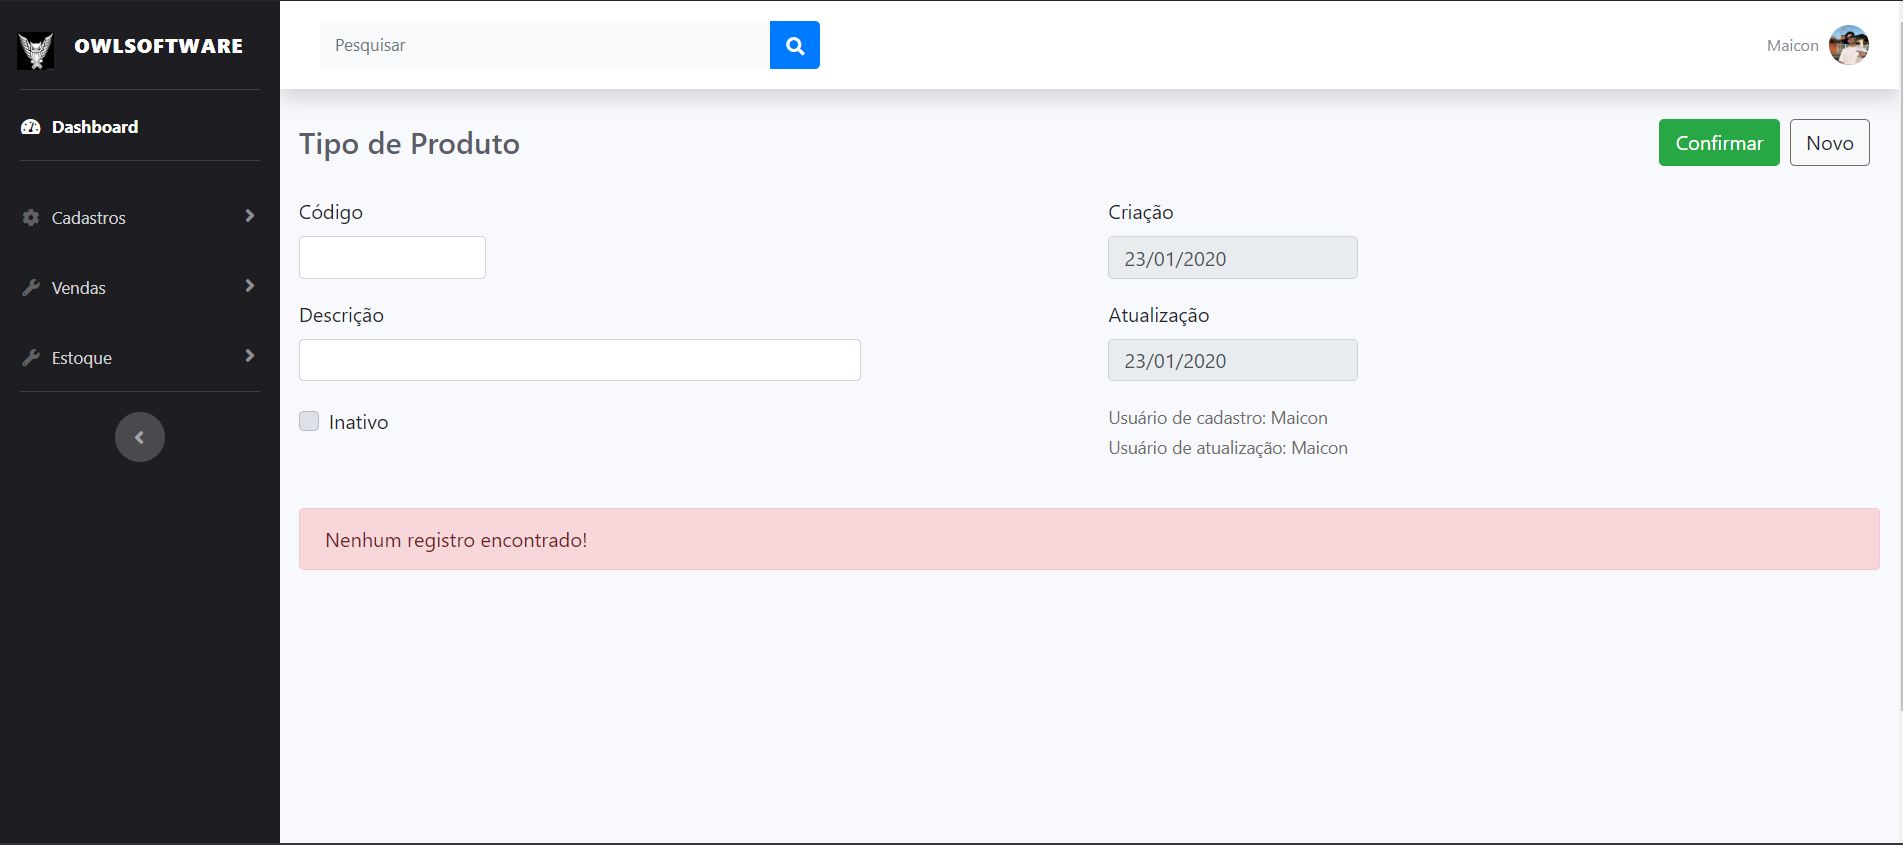 OWLSOFTWARE
Pesquisar
Maicon
Dashboard
Cadastros
Vendas
Estoque
Tipo de Produto
Confirmar
Novo
Código
Criação
23/01/2020
Descrição
Atualização
23/01/2020
Inativo
Usuário de cadastro: Maicon
Usuário de atualização: Maicon
Nenhum registro encontrado!